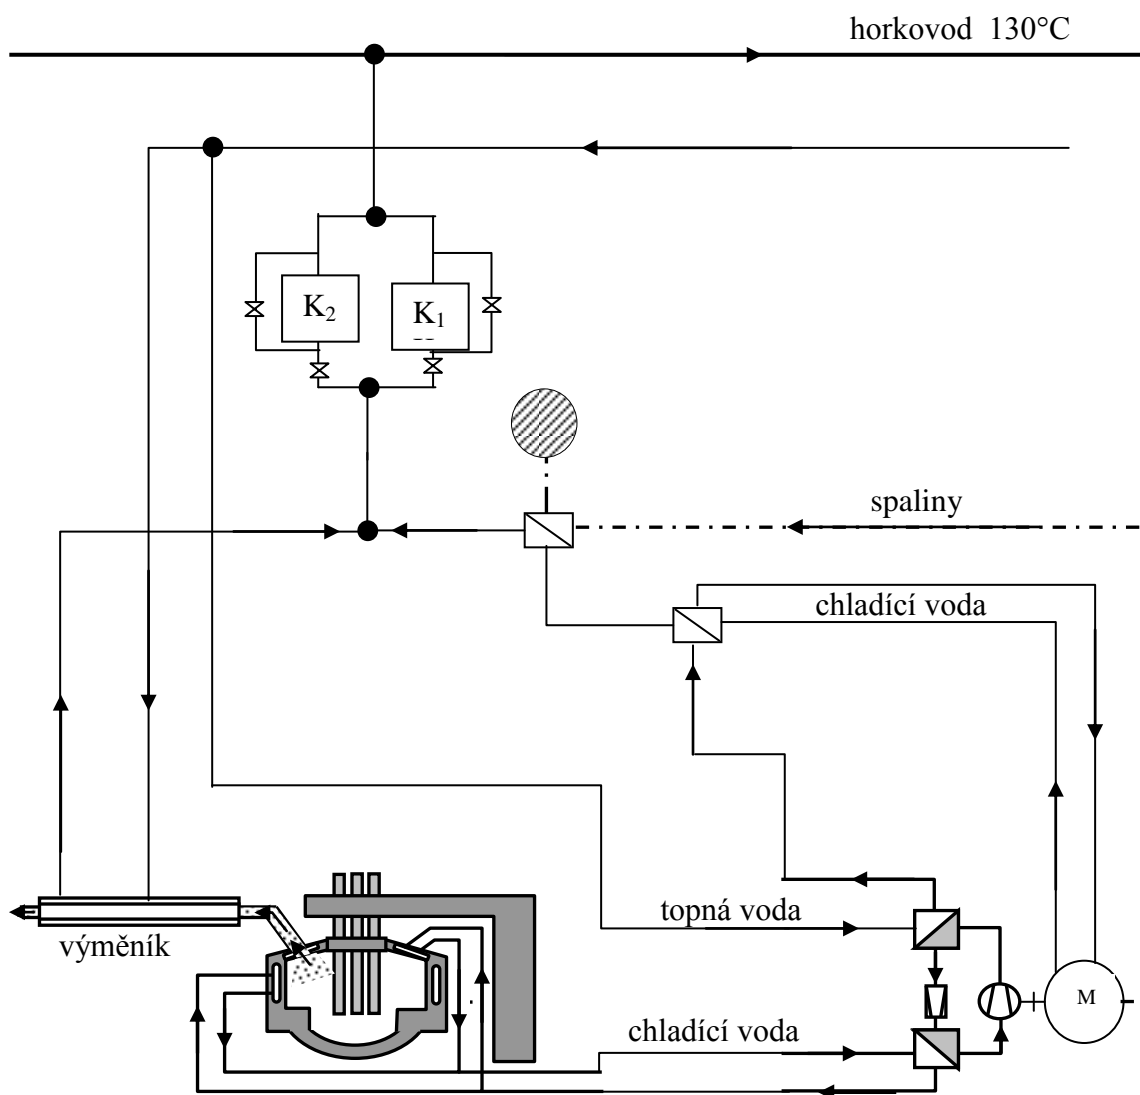 horkovod 130°C
K₂
K₁
spaliny
chladící voda
topná voda
výměník
M
chladící voda